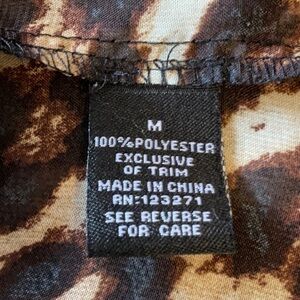 M
100% POLYESTER
EXCLUSIVE
OF TRIM
MADE IN CHINA
RN:123271
SEE REVERSE
FOR CARE